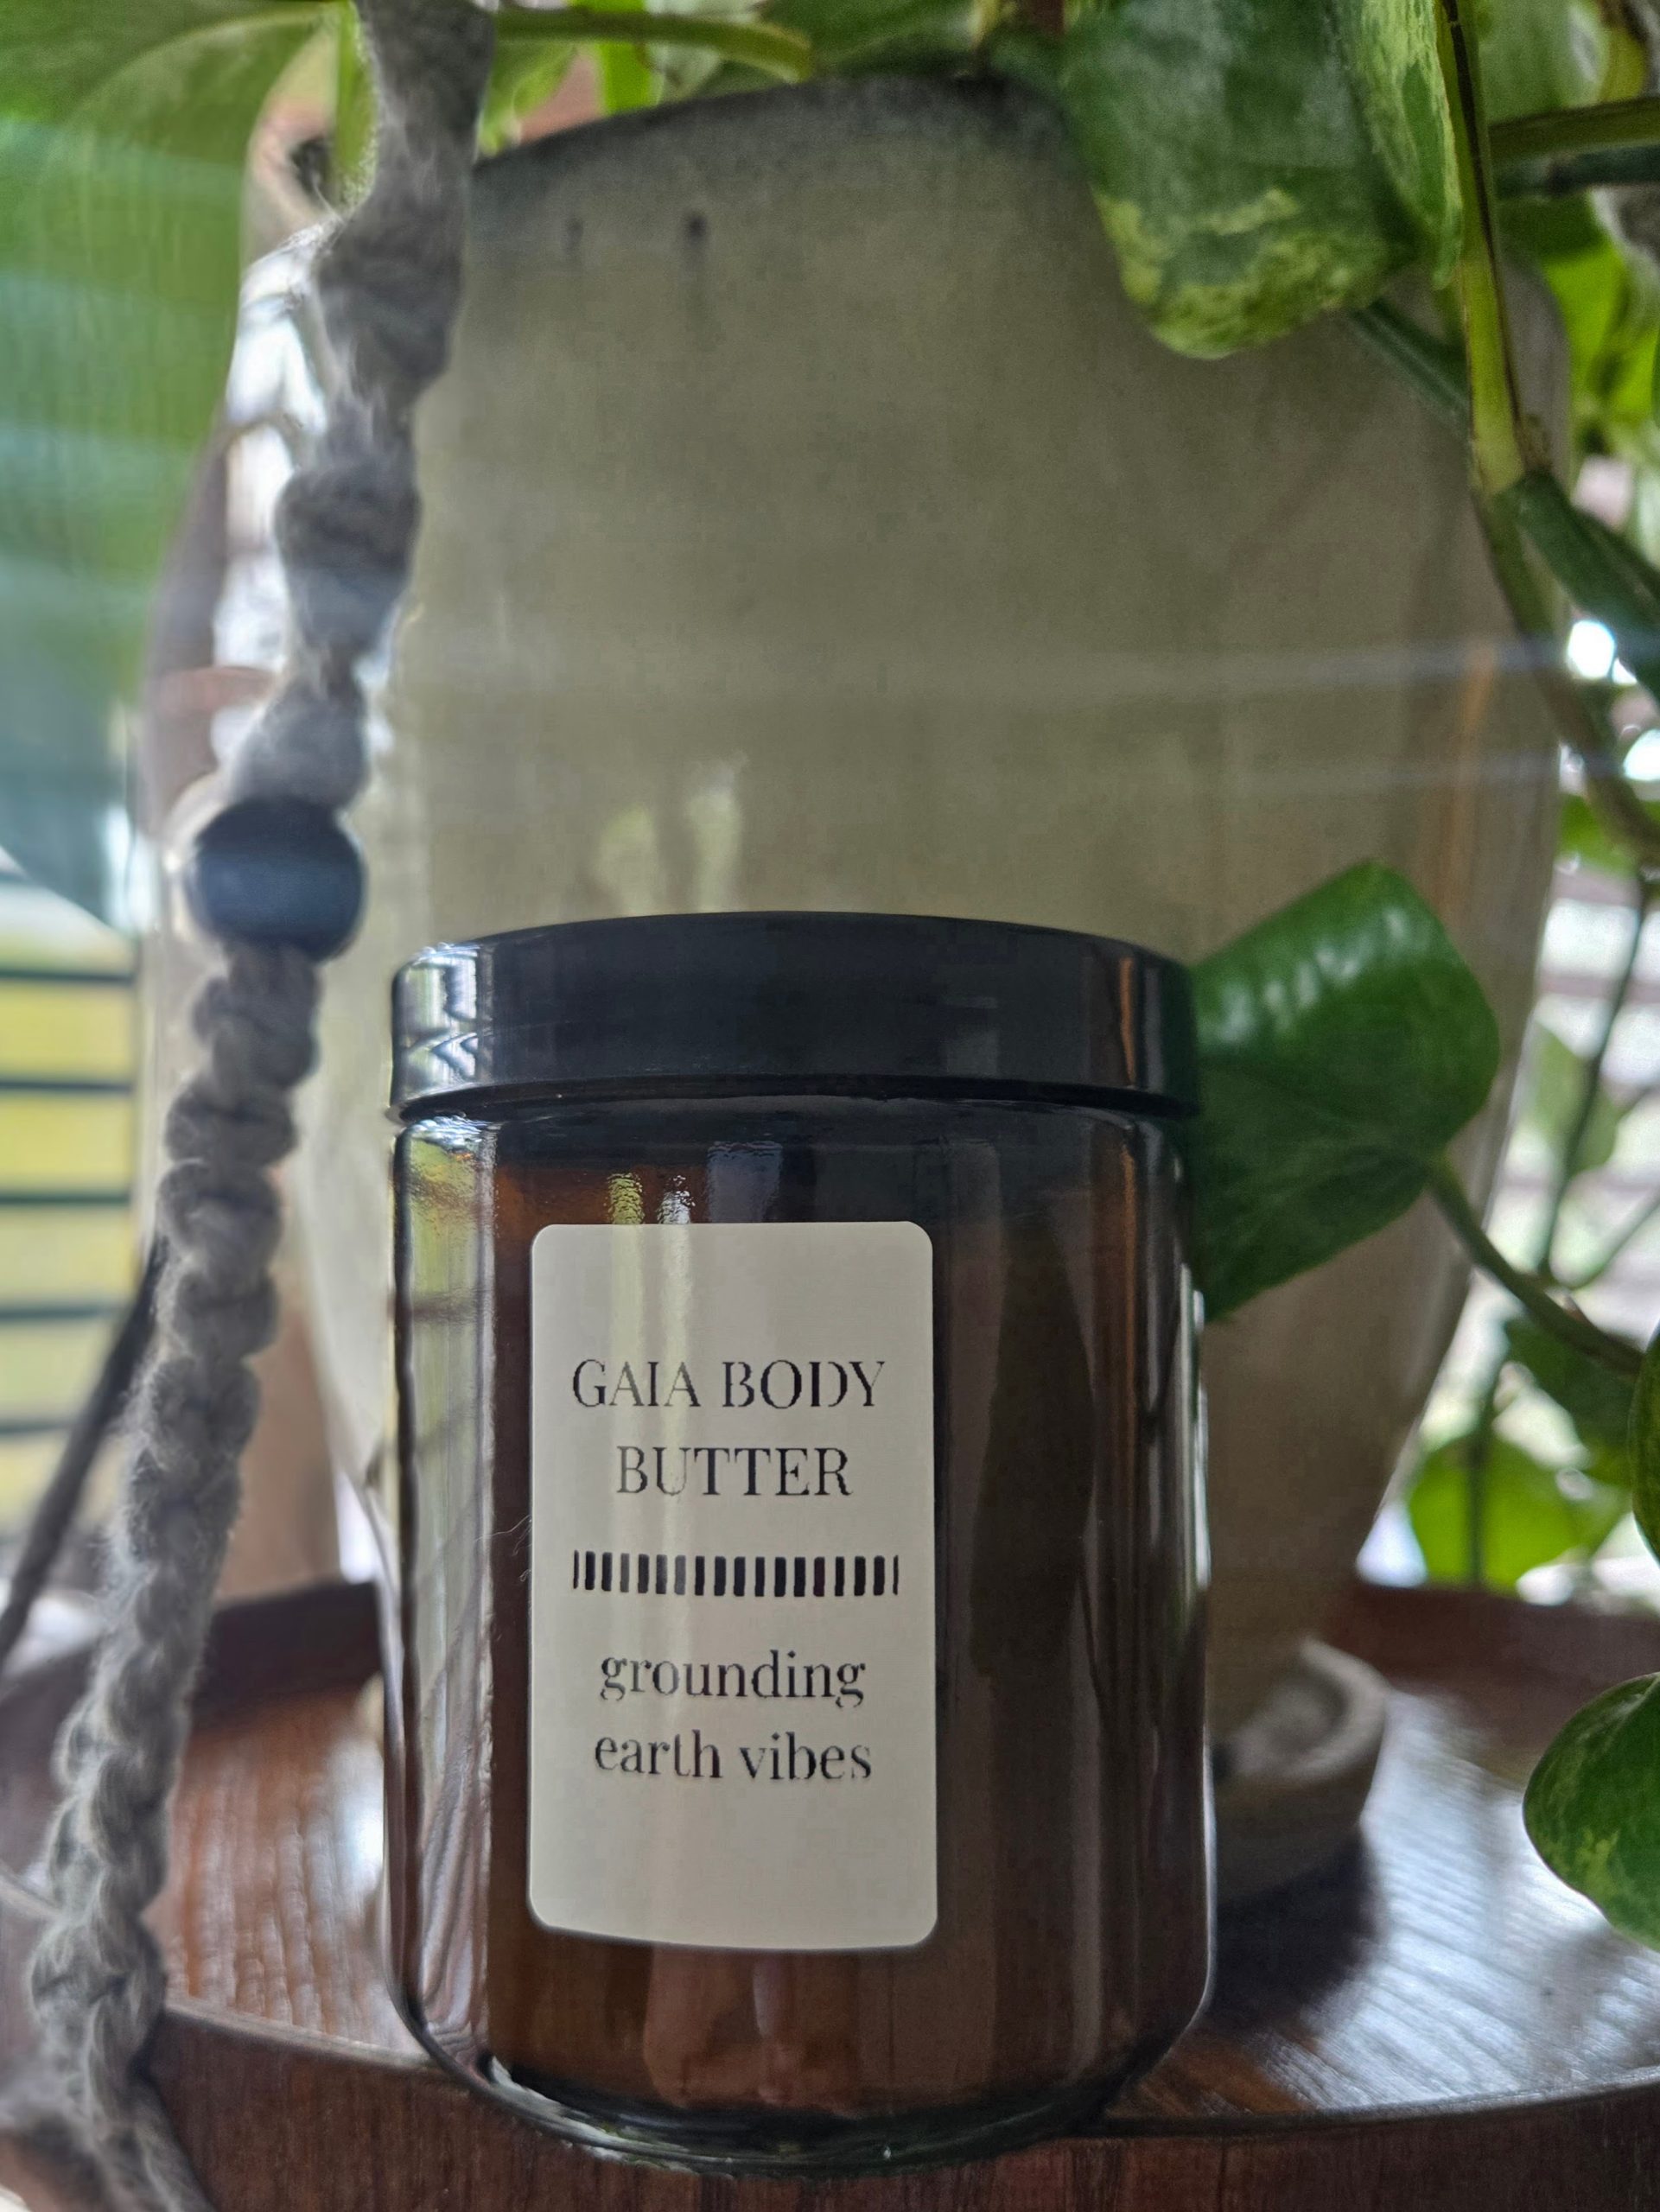 GAIA BODY
BUTTER
grounding
earth vibes